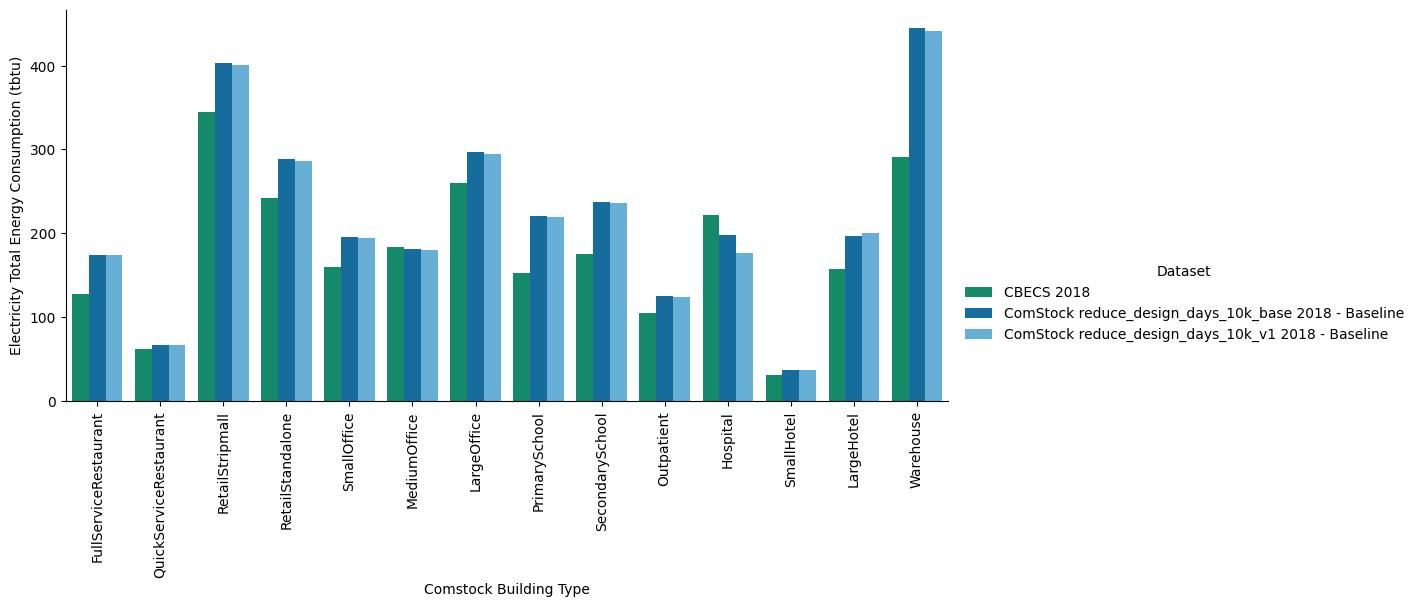 Electricity Total Energy Consumption (tbtu)
400
300
200
100
0
FullServiceRestaurant
QuickServiceRestaurant
RetailStripmall
RetailStandalone
SmallOffice
MediumOffice
LargeOffice
PrimarySchool
SecondarySchool
Outpatient
Hospital
SmallHotel
LargeHotel
Warehouse
Comstock Building Type
Dataset
CBECS 2018
ComStock reduce_design_days_10k_base 2018 - Baseline
ComStock reduce_design_days_10k_v1 2018 - Baseline